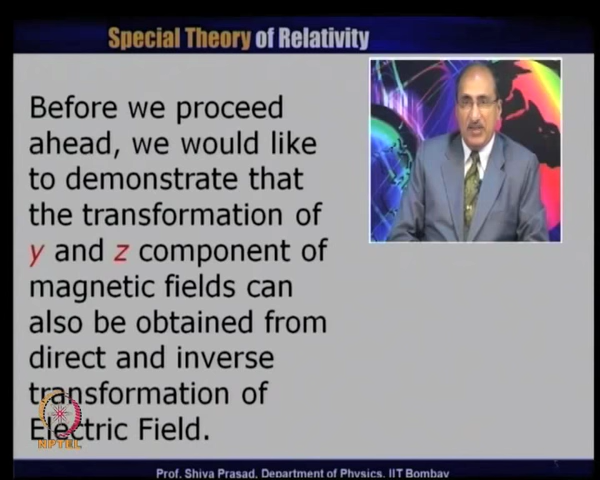 Special Theory of Relativity
Before we proceed
ahead, we would like
to demonstrate that
the transformation of
y and z component of
magnetic fields can
also be obtained from
direct and inverse
transformation of
Electric Field.
NPTEL
Prof. Shiva Prasad, Department of Physics, IIT Bombay